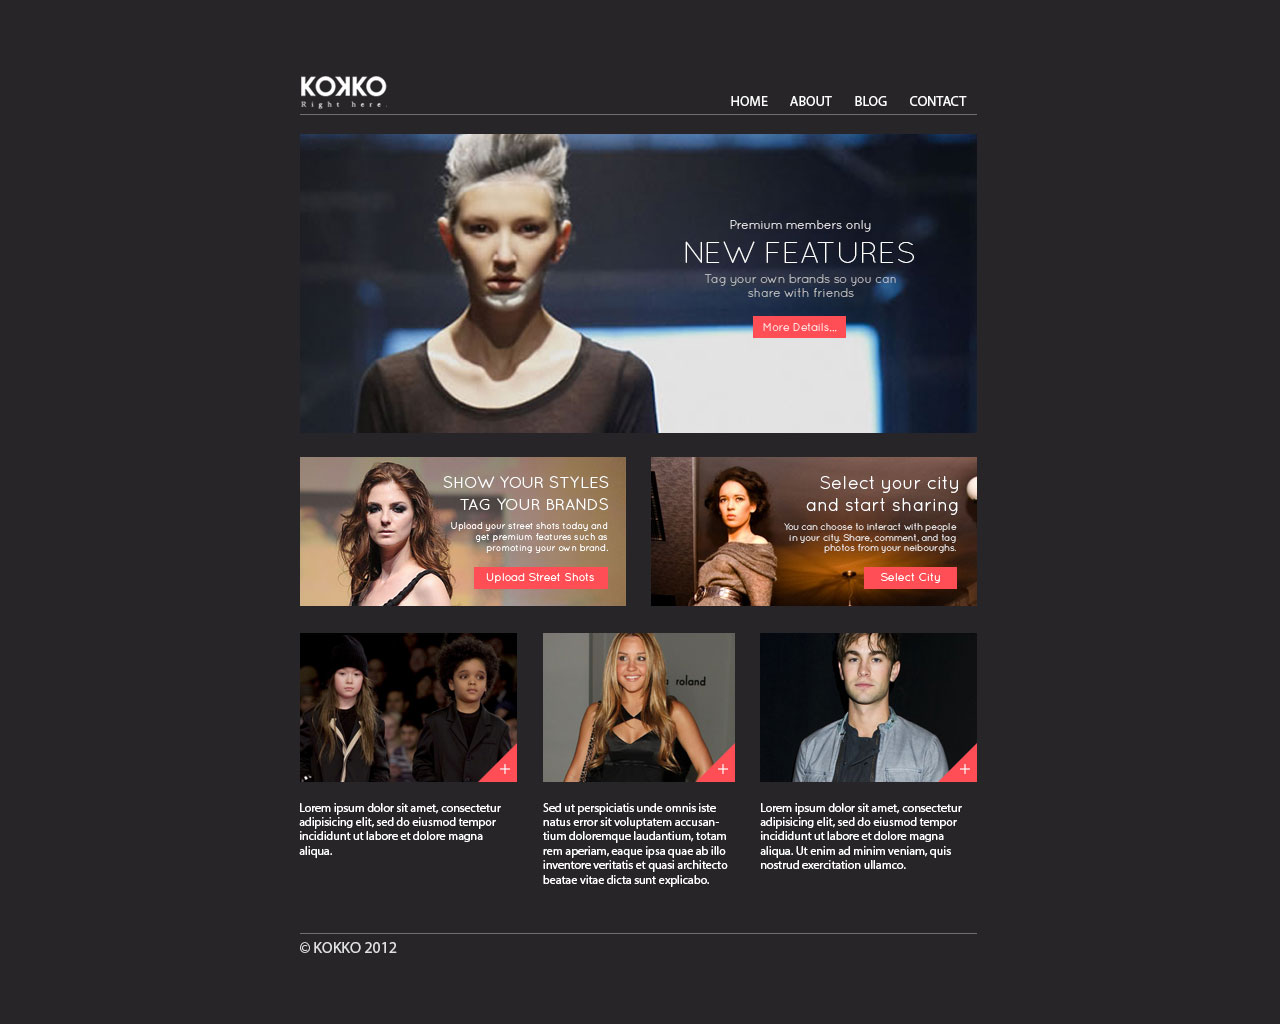 KOKKO
Right here.
HOME ABOUT BLOG CONTACT
Premium members only
NEW FEATURES
Tag your own brands so you can
share with friends
More Details...
SHOW YOUR STYLES
TAG YOUR BRANDS
Upload your street shots today and
get premium features such as
promoting your own brand.
Upload Street Shots
Select your city
and start sharing
You can choose to interact with people
in your city. Share, comment, and tag
photos from your neibourghs.
Select City
roland
+
+
+
Lorem ipsum dolor sit amet, consectetur
adipisicing elit, sed do eiusmod tempor
incididunt ut labore et dolore magna
aliqua.
Sed ut perspiciatis unde omnis iste
natus error sit voluptatem accusan-
tium doloremque laudantium, totam
rem aperiam, eaque ipsa quae ab illo
inventore veritatis et quasi architecto
beatae vitae dicta sunt explicabo.
Lorem ipsum dolor sit amet, consectetur
adipisicing elit, sed do eiusmod tempor
incididunt ut labore et dolore magna
aliqua. Ut enim ad minim veniam, quis
nostrud exercitation ullamco.
© KOKKO 2012